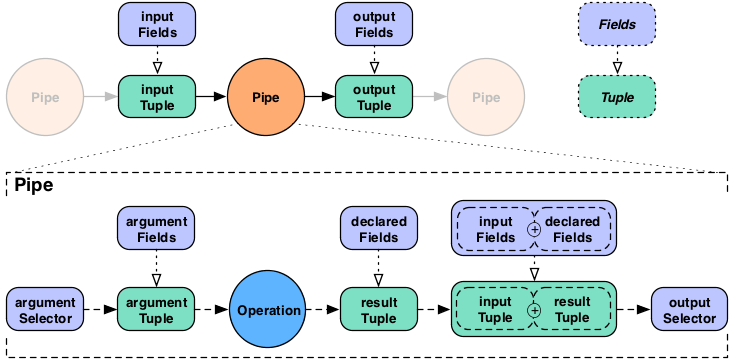 input
Fields
output
Fields
Fields
Pipe
input
Tuple
Pipe
output
Tuple
Pipe
Tuple
Pipe
argument
Fields
declared
Fields
input
Fields
+
declared
Fields
argument
Selector
argument
Tuple
Operation
result
Tuple
input
Tuple
+
result
Tuple
output
Selector